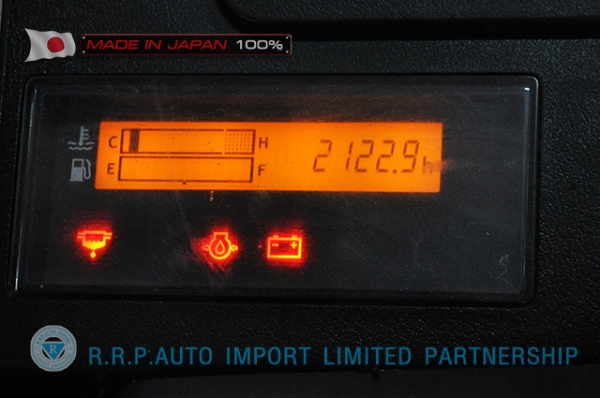 MADE IN JAPAN 100%
C H 2122.9h
E F
R
R.R.P.AUTO IMPORT LIMITED PARTNERSHIP